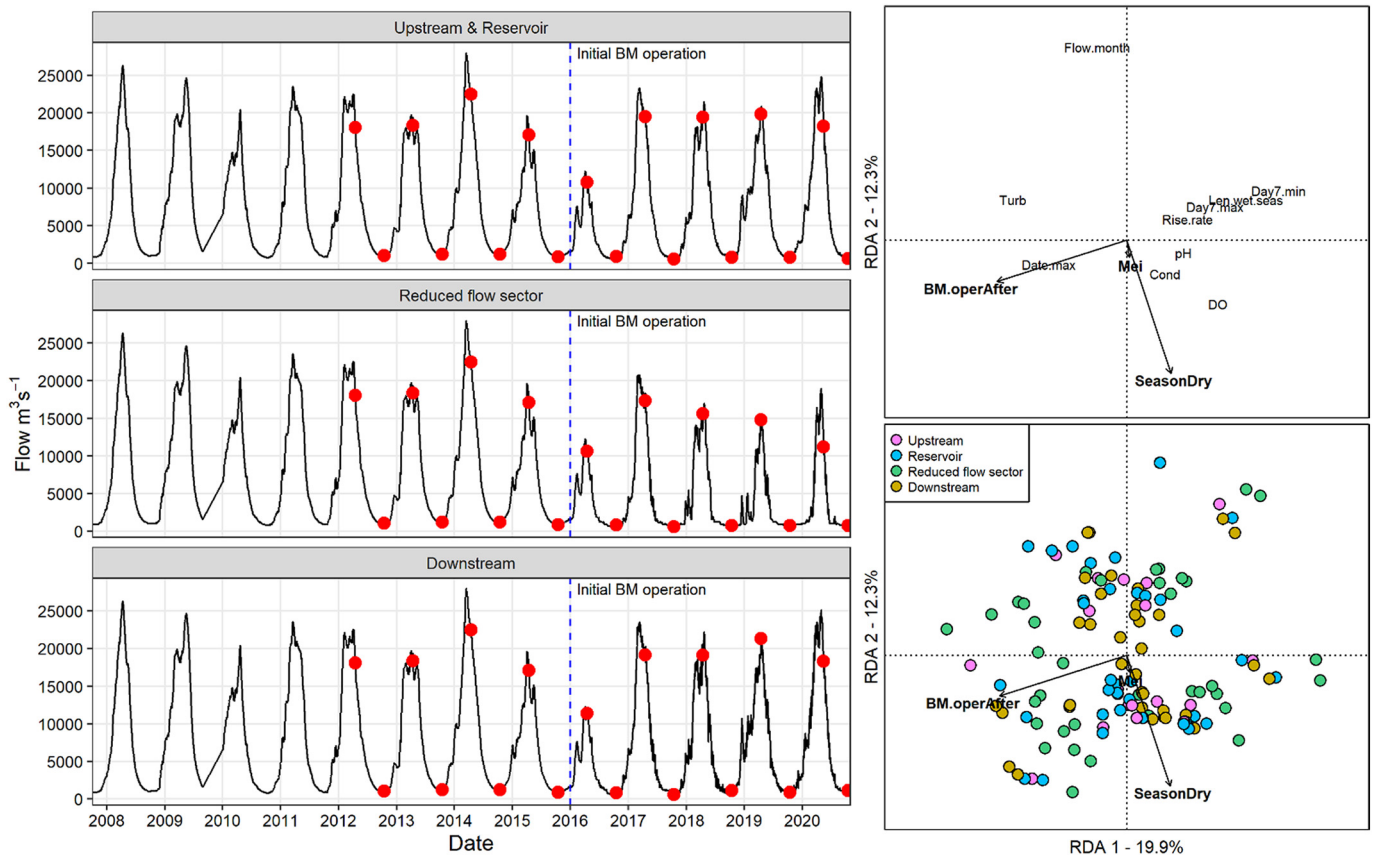 Upstream & Reservoir
Initial BM operation
25000
20000
15000
10000
5000
0
Reduced flow sector
Initial BM operation
25000
20000
15000
10000
5000
0
Downstream
Initial BM operation
25000
20000
15000
10000
5000
0
Flow m³s⁻¹
2008 2009 2010 2011 2012 2013 2014 2015 2016 2017 2018 2019 2020
Date
Flow.month
Day7.min
Turb
Len.wet.seas
Day7.max
Rise.rate
pH
Date.max
Mei
Cond
BM.operAfter
DO
SeasonDry
RDA 2 - 12.3%
Upstream
Reservoir
Reduced flow sector
Downstream
Mei
BM.operAfter
SeasonDry
RDA 2 - 12.3%
RDA 1 - 19.9%